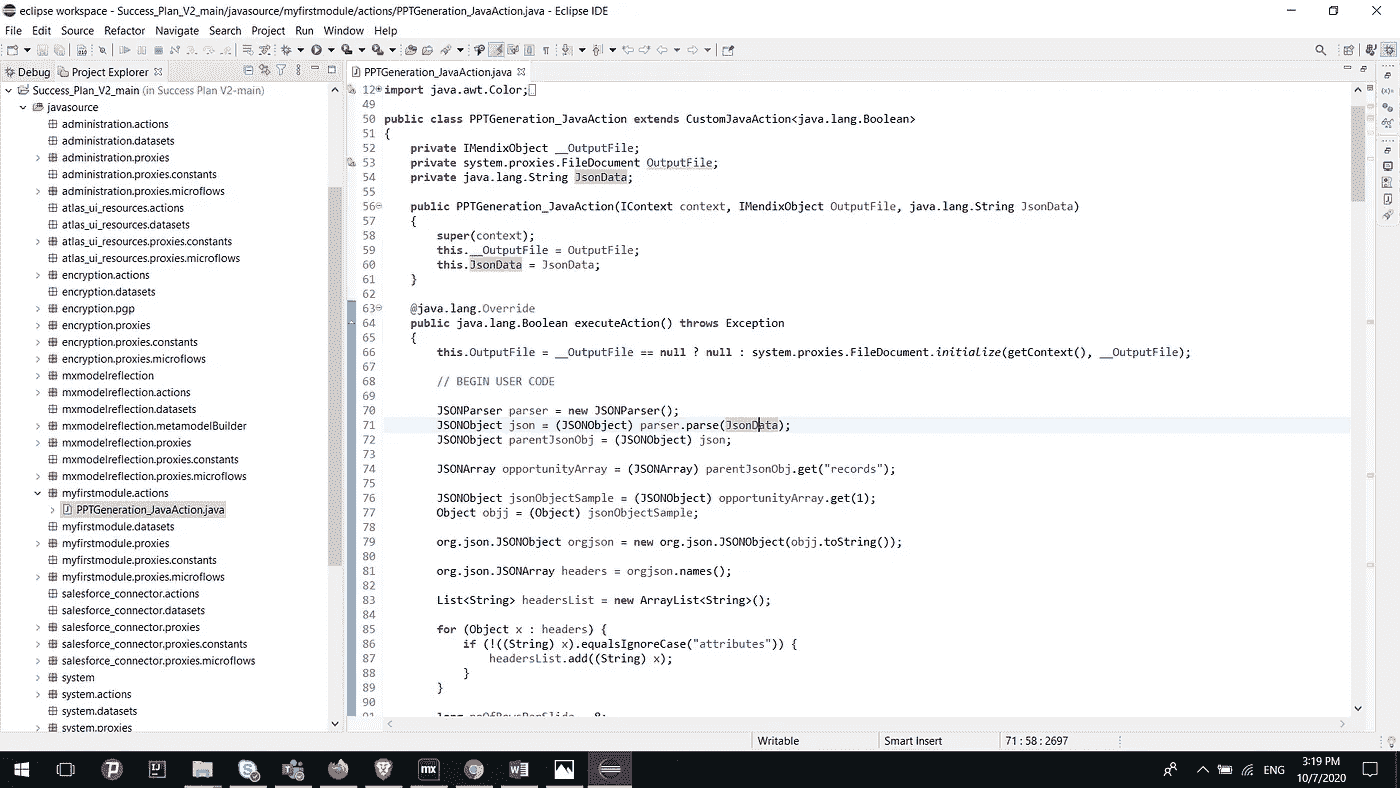 eclipse workspace - Success_Plan_V2_main/javasource/myfirstmodule/actions/PPTGeneration_JavaAction.java - Eclipse IDE
File Edit Source Refactor Navigate Search Project Run Window Help
Debug Project Explorer
Success_Plan_V2_main (in Success Plan V2-main)
javasource
administration.actions
administration.datasets
administration.proxies
administration.proxies.constants
administration.proxies.microflows
atlas_ui_resources.actions
atlas_ui_resources.datasets
atlas_ui_resources.proxies.constants
atlas_ui_resources.proxies.microflows
encryption.actions
encryption.datasets
encryption.pgp
encryption.proxies
encryption.proxies.constants
encryption.proxies.microflows
mxmodelreflection
mxmodelreflection.actions
mxmodelreflection.datasets
mxmodelreflection.metamodelBuilder
mxmodelreflection.proxies
mxmodelreflection.proxies.constants
mxmodelreflection.proxies.microflows
myfirstmodule.actions
PPTGeneration_JavaAction.java
myfirstmodule.datasets
myfirstmodule.proxies
myfirstmodule.proxies.constants
myfirstmodule.proxies.microflows
salesforce_connector.actions
salesforce_connector.datasets
salesforce_connector.proxies
salesforce_connector.proxies.constants
salesforce_connector.proxies.microflows
system
system.actions
system.datasets
system.proxies
PPTGeneration_JavaAction.java
12 import java.awt.Color;
49
50 public class PPTGeneration_JavaAction extends CustomJavaAction<java.lang.Boolean>
51 {
52 private IMendixObject __OutputFile;
53 private system.proxies.FileDocument OutputFile;
54 private java.lang.String JsonData;
55
56 public PPTGeneration_JavaAction(IContext context, IMendixObject OutputFile, java.lang.String JsonData)
57 {
58 super(context);
59 this.__OutputFile = OutputFile;
60 this.JsonData = JsonData;
61 }
62
63 @java.lang.Override
64 public java.lang.Boolean executeAction() throws Exception
65 {
66 this.OutputFile = __OutputFile == null ? null : system.proxies.FileDocument.initialize(getContext(), __OutputFile);
67
68 // BEGIN USER CODE
69
70 JSONParser parser = new JSONParser();
71 JSONObject json = (JSONObject) parser.parse(JsonData);
72 JSONObject parentJsonObj = (JSONObject) json;
73
74 JSONArray opportunityArray = (JSONArray) parentJsonObj.get("records");
75
76 JSONObject jsonObjectSample = (JSONObject) opportunityArray.get(1);
77 Object objj = (Object) jsonObjectSample;
78
79 org.json.JSONObject orgjson = new org.json.JSONObject(objj.toString());
80
81 org.json.JSONArray headers = orgjson.names();
82
83 List<String> headersList = new ArrayList<String>();
84
85 for (Object x : headers) {
86 if (!((String) x).equalsIgnoreCase("attributes")) {
87 headersList.add((String) x);
88 }
89 }
90
Writable Smart Insert 71 : 58 : 2697
mx
ENG
3:19 PM
10/7/2020